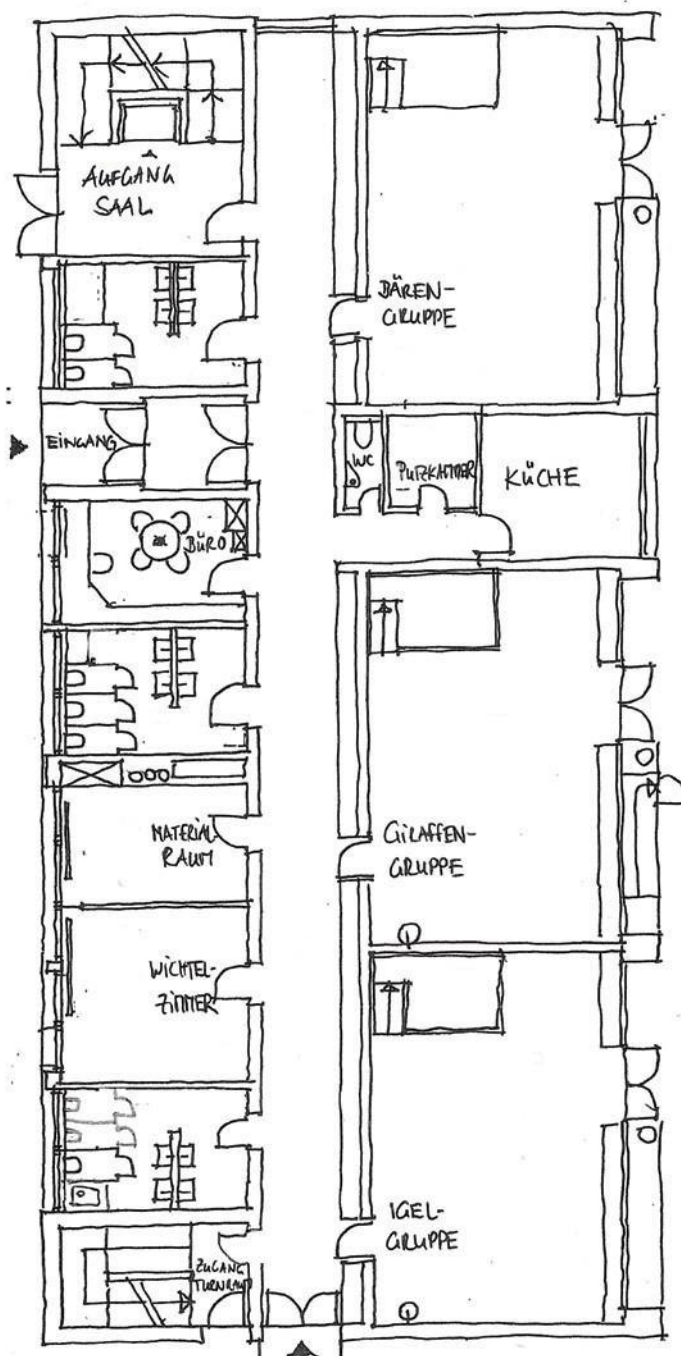 AUFGANG
SAAL
BÄREN-
GRUPPE
EINGANG
WC
PUTZKAMMER
KÜCHE
BÜRO
MATERIAL-
RAUM
GIRAFFEN-
GRUPPE
WICHTEL-
ZIMMER
IGEL-
GRUPPE
ZUGANG
TURNRAUM